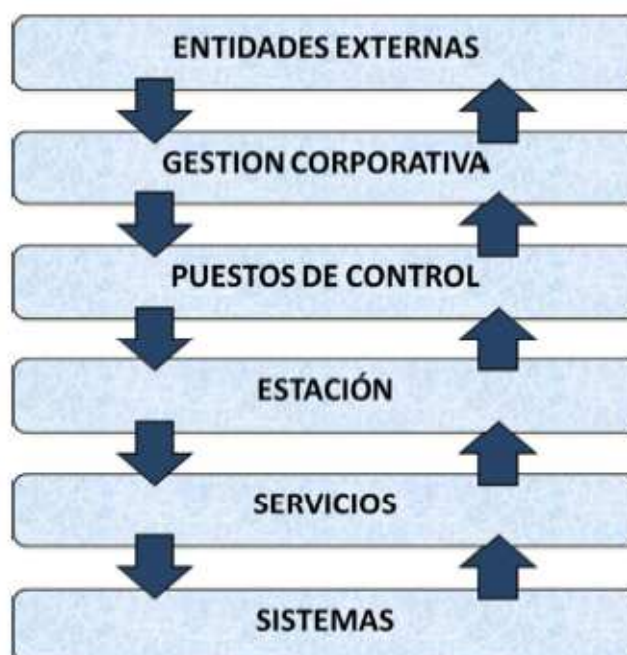 ENTIDADES EXTERNAS
GESTION CORPORATIVA
PUESTOS DE CONTROL
ESTACIÓN
SERVICIOS
SISTEMAS